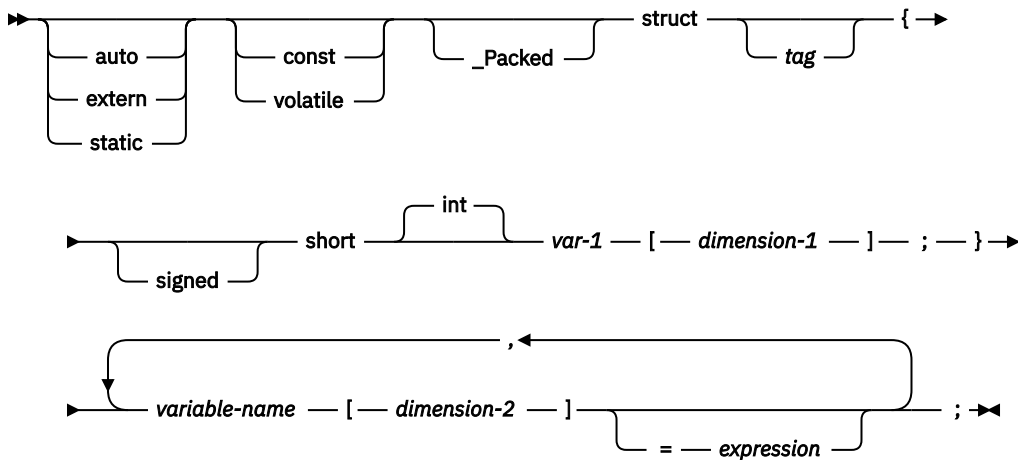 struct {
auto const _Packed tag
extern volatile
static
int
short var-1 [ dimension-1 ] ; }
signed
,
variable-name [ dimension-2 ] ;
= expression